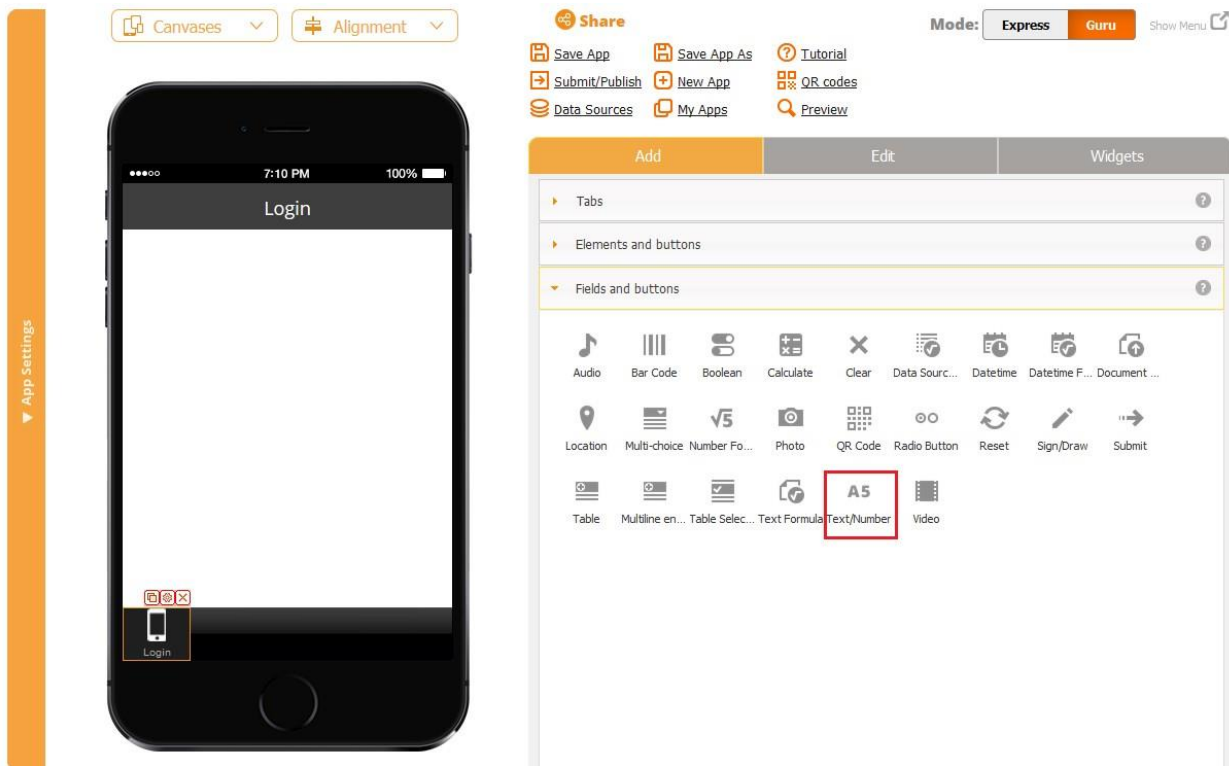 Canvases
Alignment
Share
Mode:
Express
Guru
Show Menu
Save App
Save App As
Tutorial
Submit/Publish
New App
QR codes
Data Sources
My Apps
Preview
App Settings
7:10 PM
100%
Login
Login
Add
Edit
Widgets
Tabs
Elements and buttons
Fields and buttons
Audio
Bar Code
Boolean
Calculate
Clear
Data Sourc...
Datetime
Datetime F...
Document ...
Location
Multi-choice
√5
Number Fo...
Photo
QR Code
Radio Button
Reset
Sign/Draw
Submit
Table
Multiline en...
Table Selec...
Text Formula
A5
Text/Number
Video